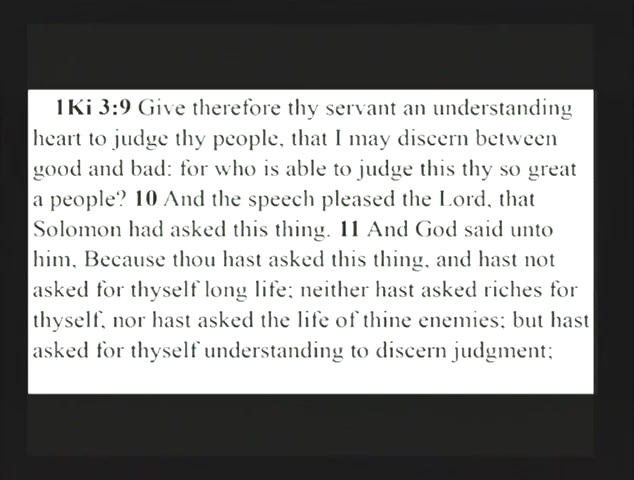 1Ki 3:9 Give therefore thy servant an understanding
heart to judge thy people, that I may discern between
good and bad: for who is able to judge this thy so great
a people? 10 And the speech pleased the Lord, that
Solomon had asked this thing. 11 And God said unto
him, Because thou hast asked this thing, and hast not
asked for thyself long life; neither hast asked riches for
thyself, nor hast asked the life of thine enemies; but hast
asked for thyself understanding to discern judgment;